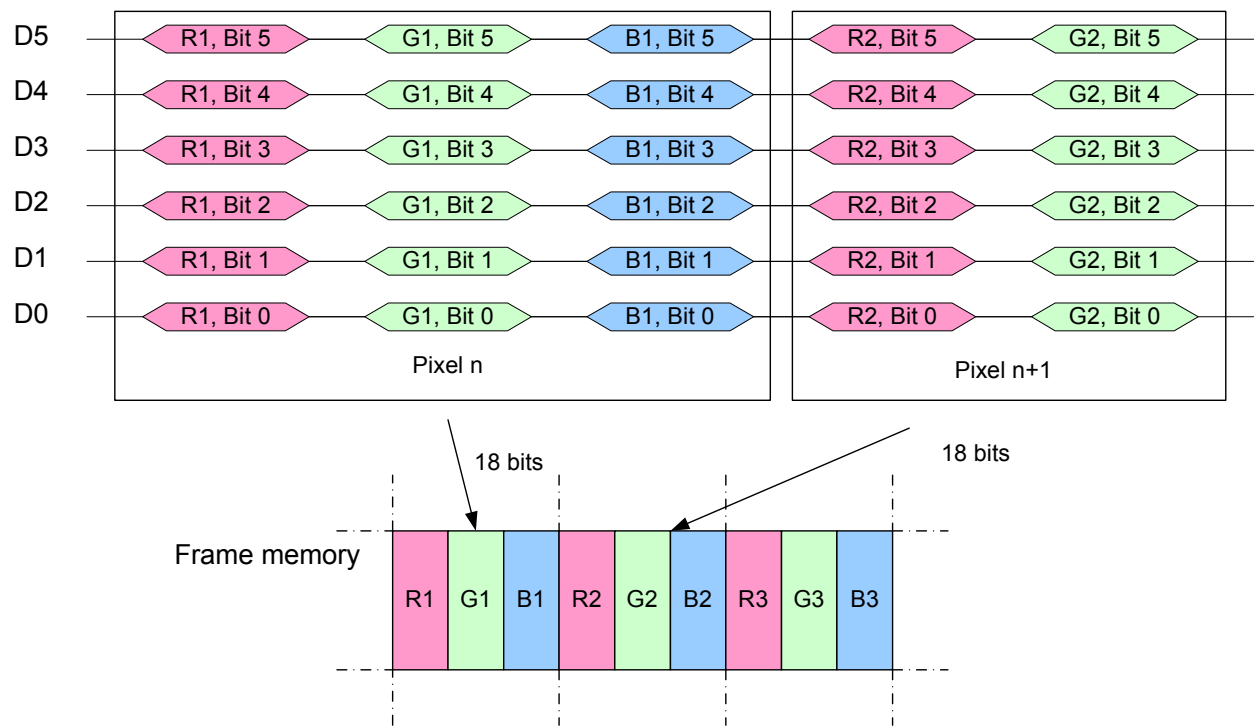 D5 R1, Bit 5 G1, Bit 5 B1, Bit 5 R2, Bit 5 G2, Bit 5
D4 R1, Bit 4 G1, Bit 4 B1, Bit 4 R2, Bit 4 G2, Bit 4
D3 R1, Bit 3 G1, Bit 3 B1, Bit 3 R2, Bit 3 G2, Bit 3
D2 R1, Bit 2 G1, Bit 2 B1, Bit 2 R2, Bit 2 G2, Bit 2
D1 R1, Bit 1 G1, Bit 1 B1, Bit 1 R2, Bit 1 G2, Bit 1
D0 R1, Bit 0 G1, Bit 0 B1, Bit 0 R2, Bit 0 G2, Bit 0
Pixel n Pixel n+1
18 bits 18 bits
Frame memory
R1 G1 B1 R2 G2 B2 R3 G3 B3